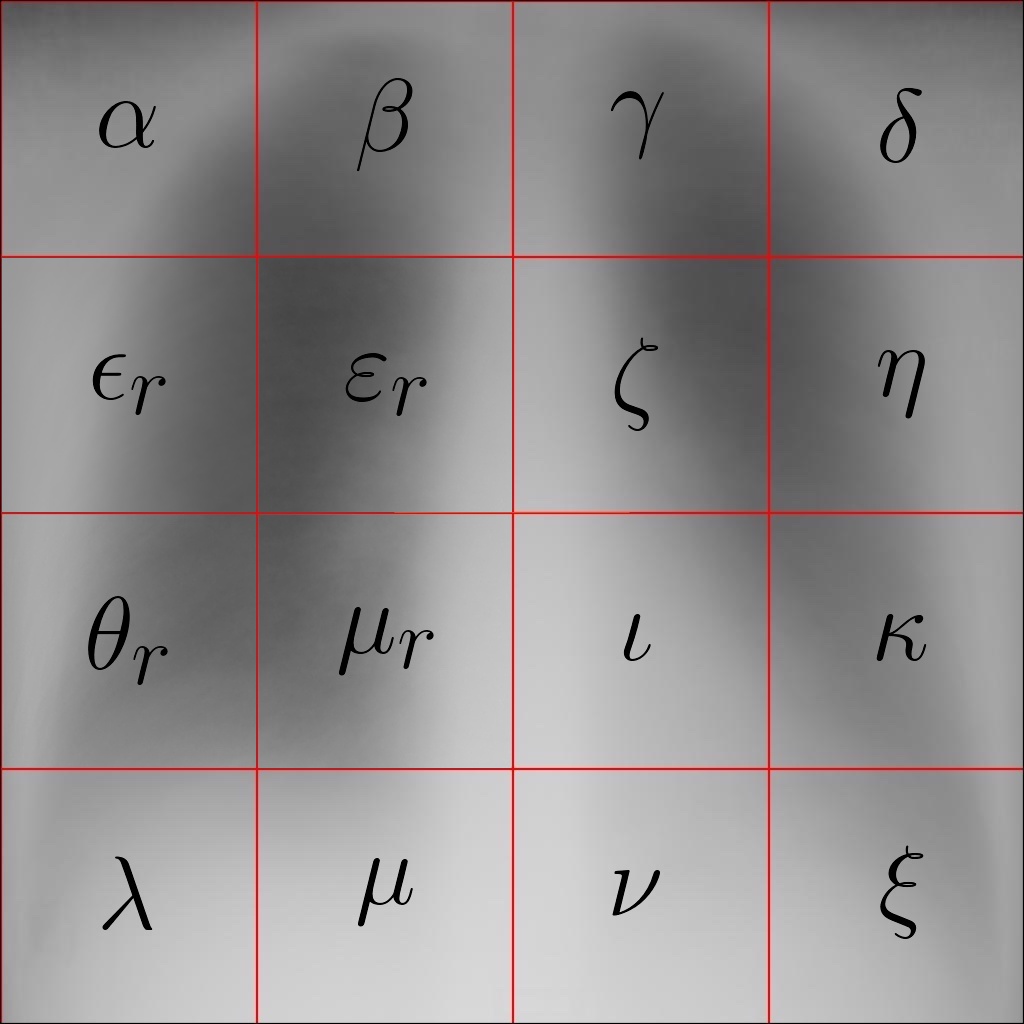 α β γ δ
ϵr εr ζ η
θr μr ι κ
λ μ ν ξ